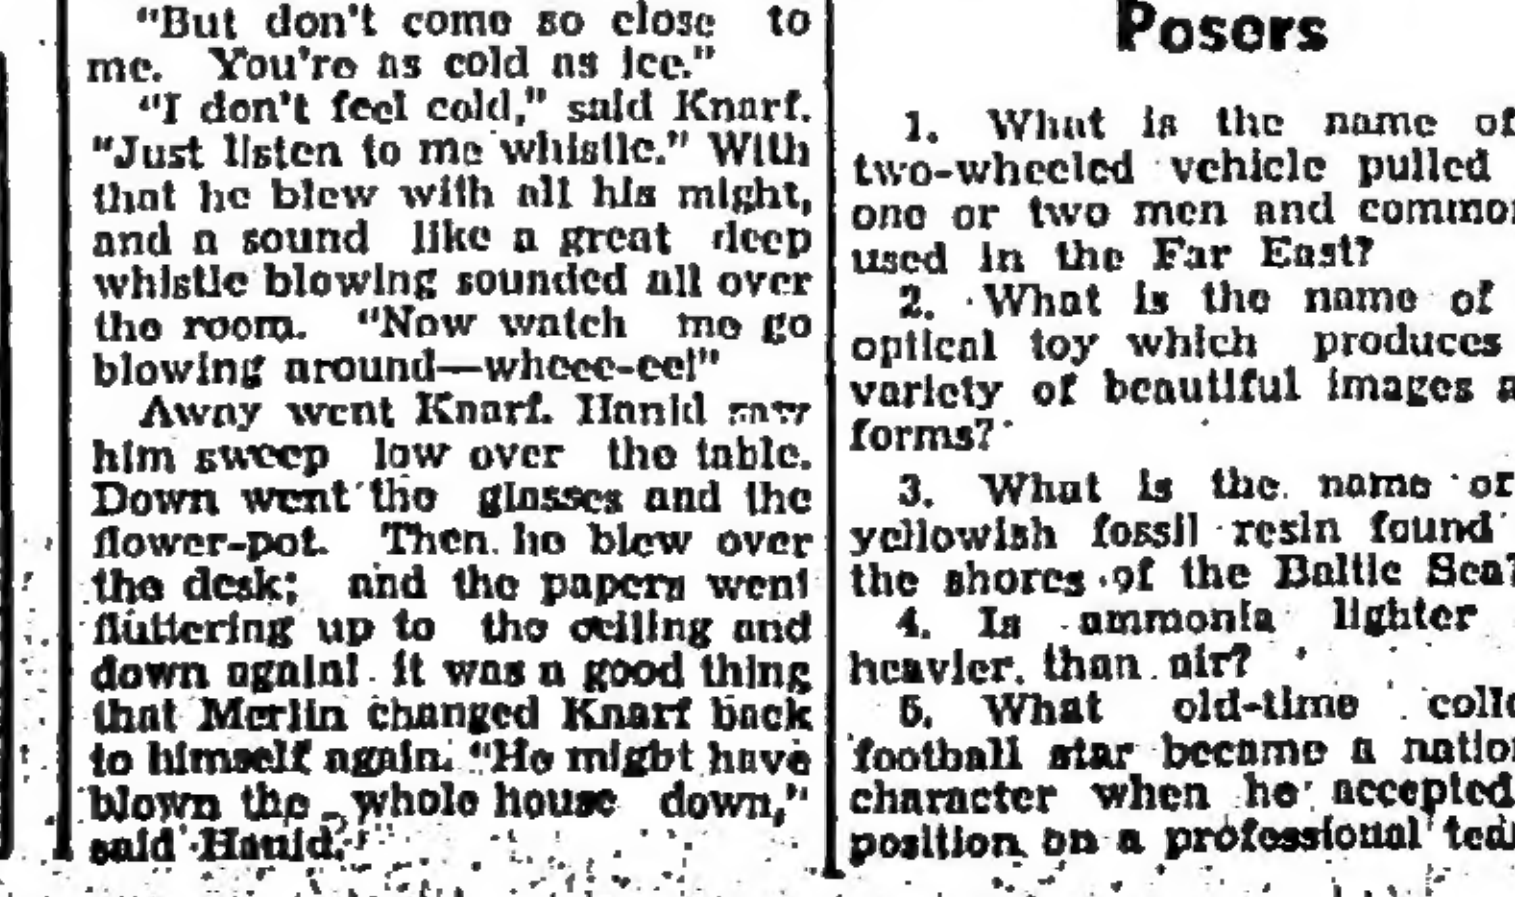 "But don't come so close to
me. You're as cold as ice."
"I don't feel cold," said Knarf.
"Just listen to me whistle." With
that he blew with all his might,
and a sound like a great deep
whistle blowing sounded all over
the room. "Now watch me go
blowing around—wheee-ee!"
Away went Knarf. Hanid saw
him sweep low over the table.
Down went the glasses and the
flower-pot. Then he blew over
the desk; and the papers went
fluttering up to the ceiling and
down again! It was a good thing
that Merlin changed Knarf back
to himself again. "He might have
blown the whole house down,"
said Hanid.
Posers
1. What is the name of
two-wheeled vehicle pulled
one or two men and common
used in the Far East?
2. What is the name of
optical toy which produces
variety of beautiful images a
forms?
3. What is the name of
yellowish fossil resin found
the shores of the Baltic Sea?
4. Is ammonia lighter
heavier than air?
5. What old-time colle
football star became a nation
character when he accepted
position on a professional tea